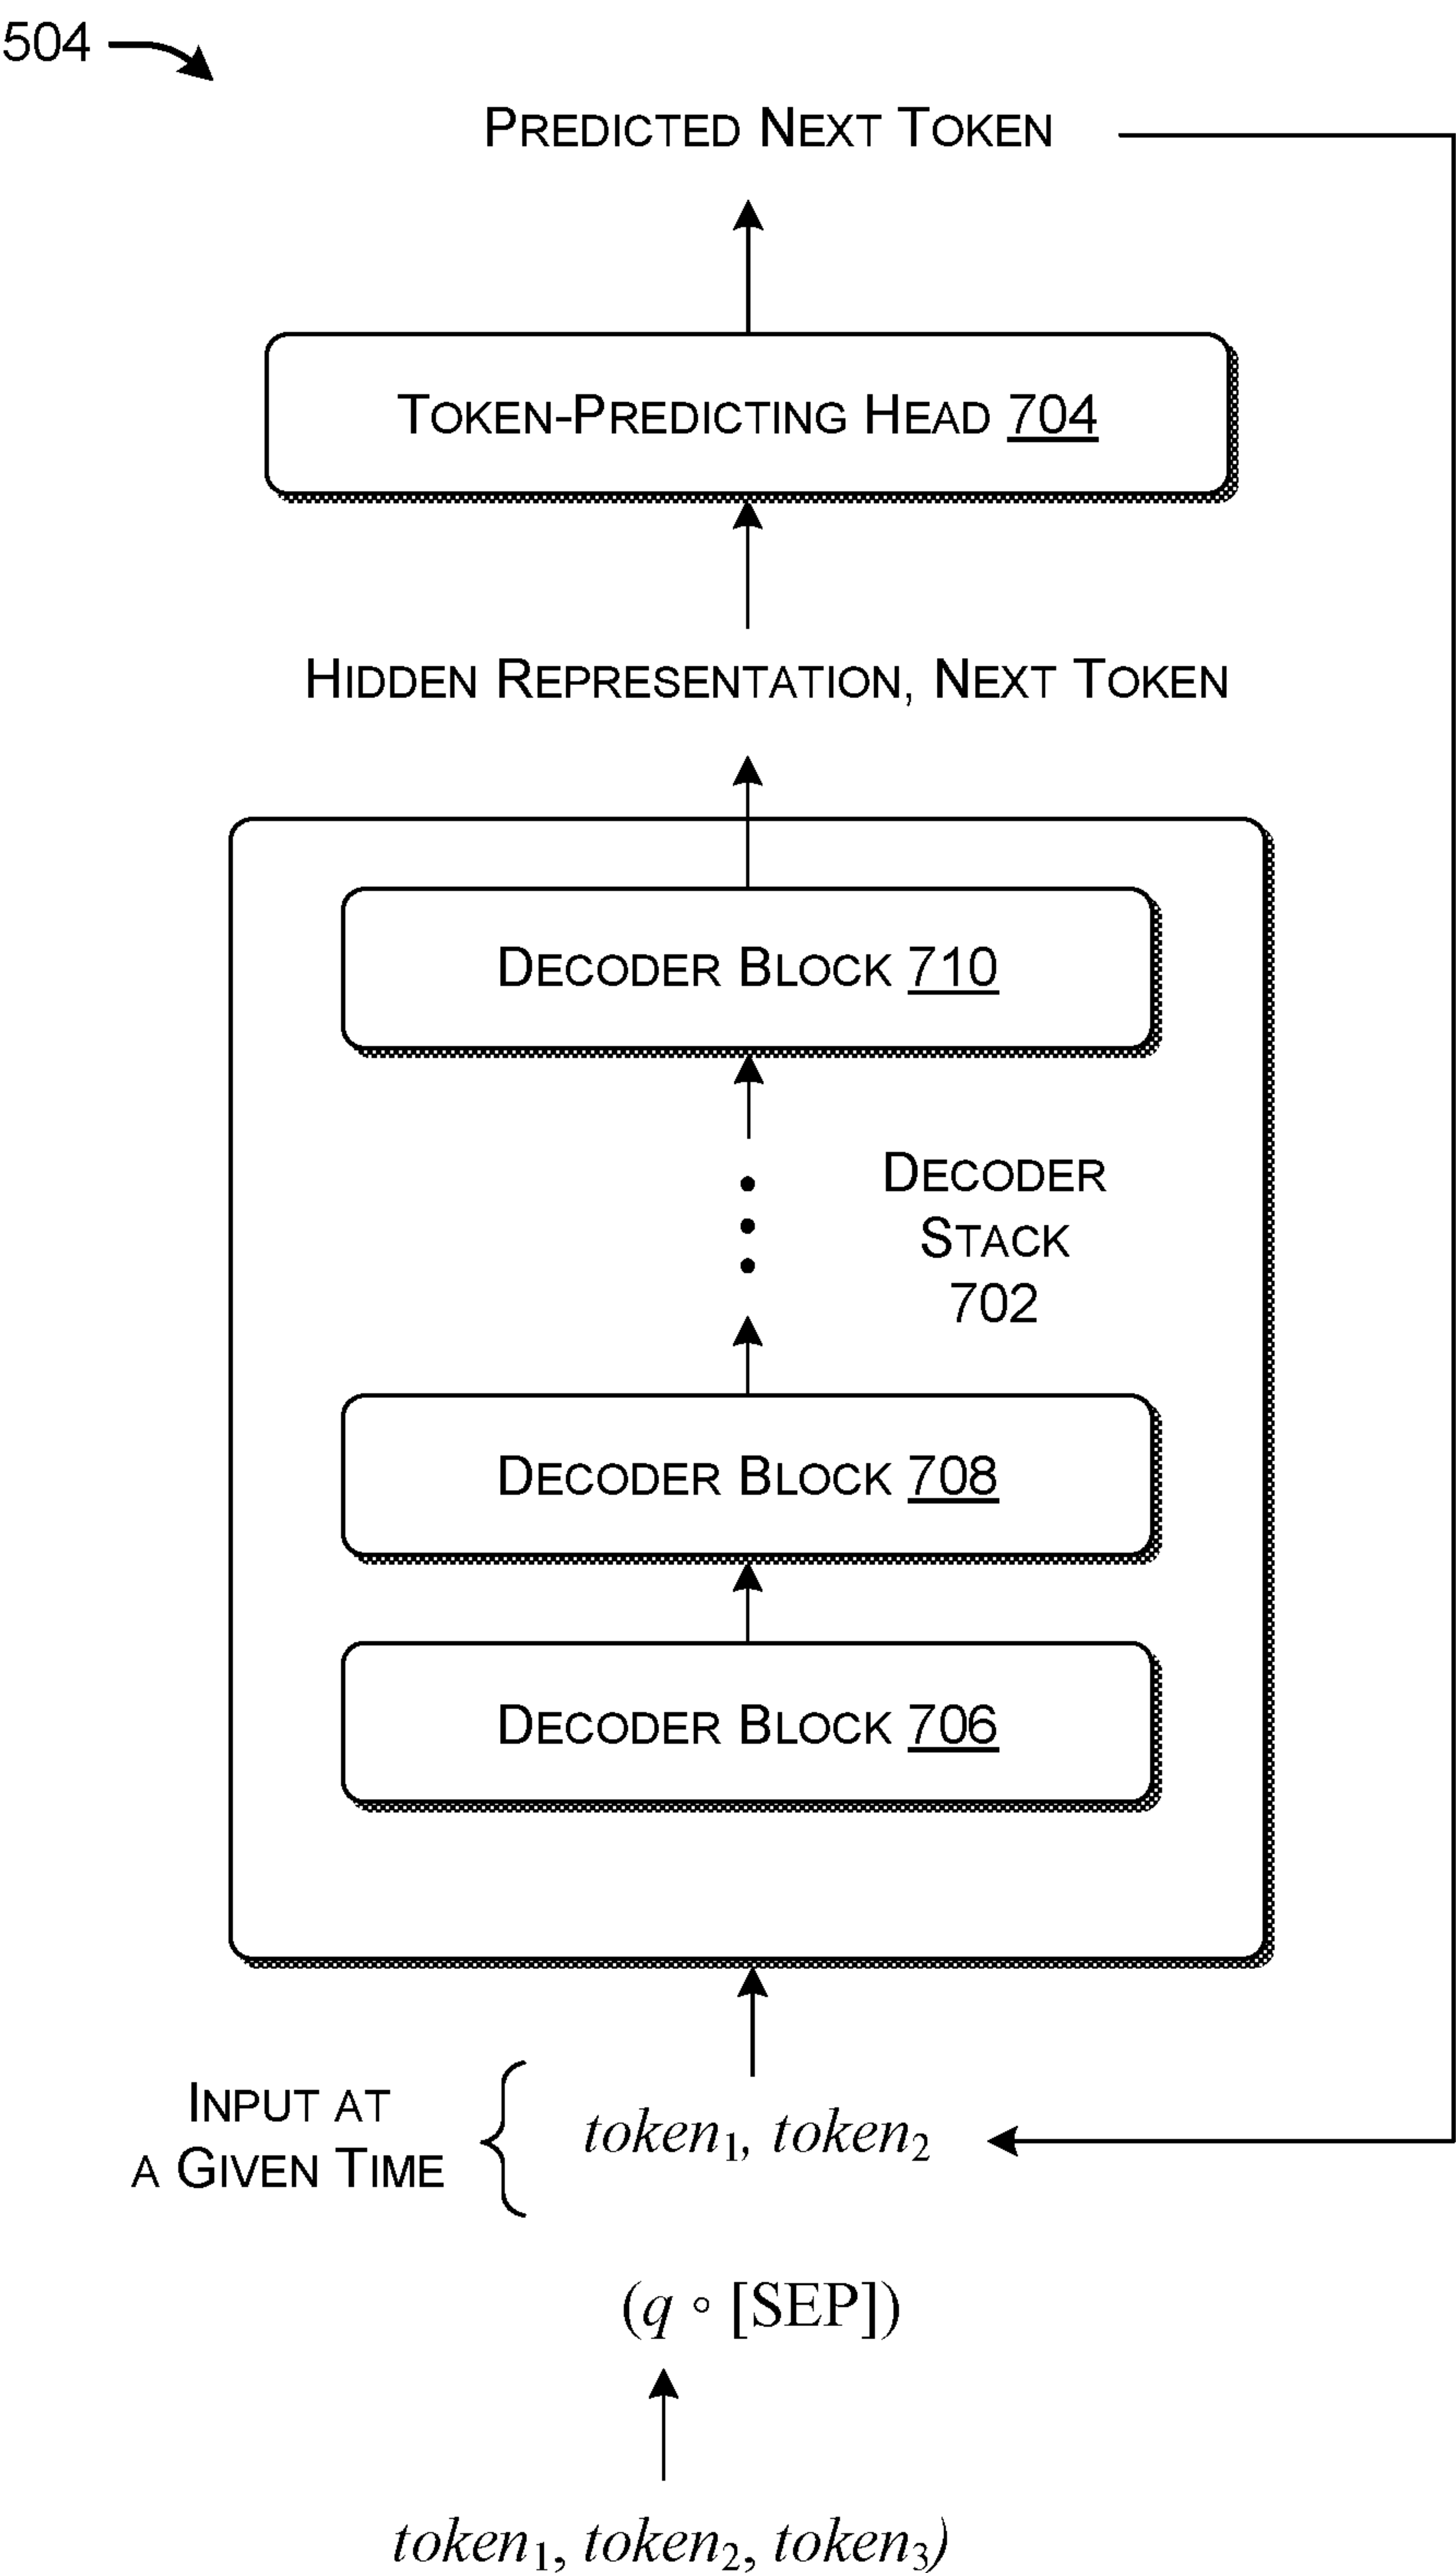 504
PREDICTED NEXT TOKEN
TOKEN-PREDICTING HEAD 704
HIDDEN REPRESENTATION, NEXT TOKEN
DECODER BLOCK 710
DECODER
STACK
702
DECODER BLOCK 708
DECODER BLOCK 706
INPUT AT
A GIVEN TIME
token₁, token₂
(q ∘ [SEP])
token₁, token₂, token₃)